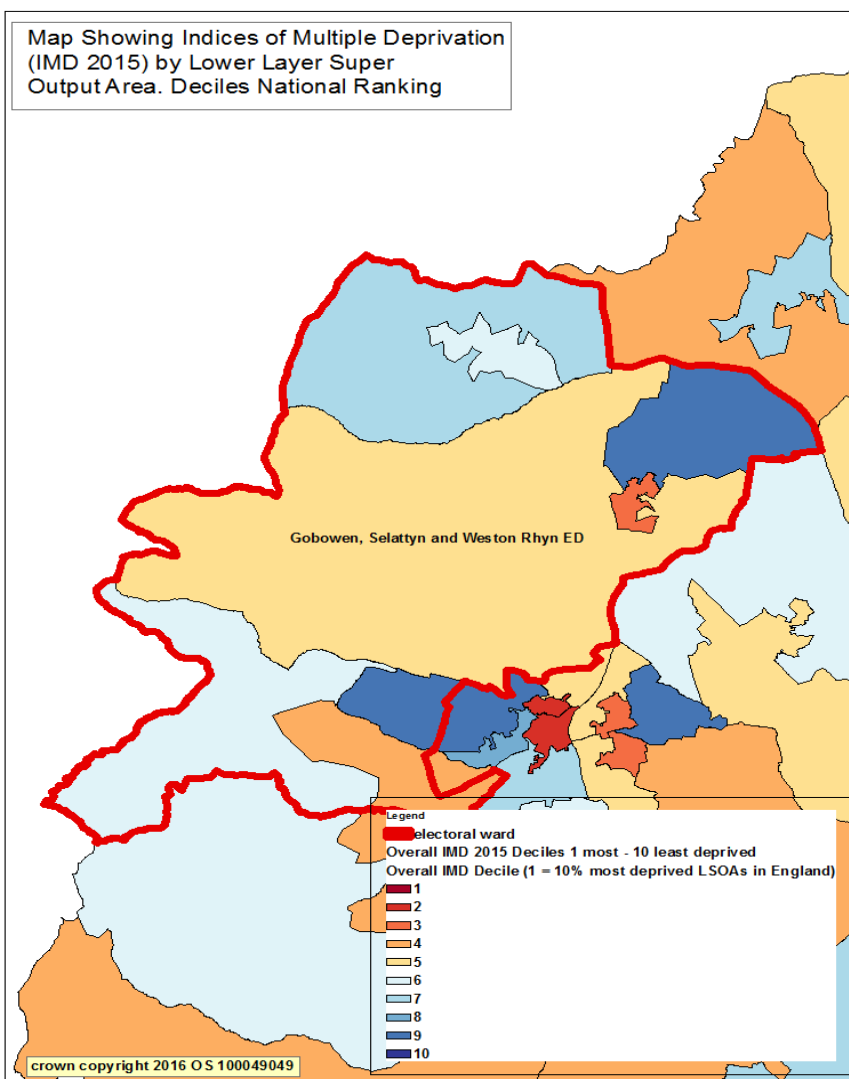 Map Showing Indices of Multiple Deprivation
(IMD 2015) by Lower Layer Super
Output Area. Deciles National Ranking
Gobowen, Selattyn and Weston Rhyn ED
Legend
electoral ward
Overall IMD 2015 Deciles 1 most - 10 least deprived
Overall IMD Decile (1 = 10% most deprived LSOAs in England)
1
2
3
4
5
6
7
8
9
10
crown copyright 2016 OS 100049049